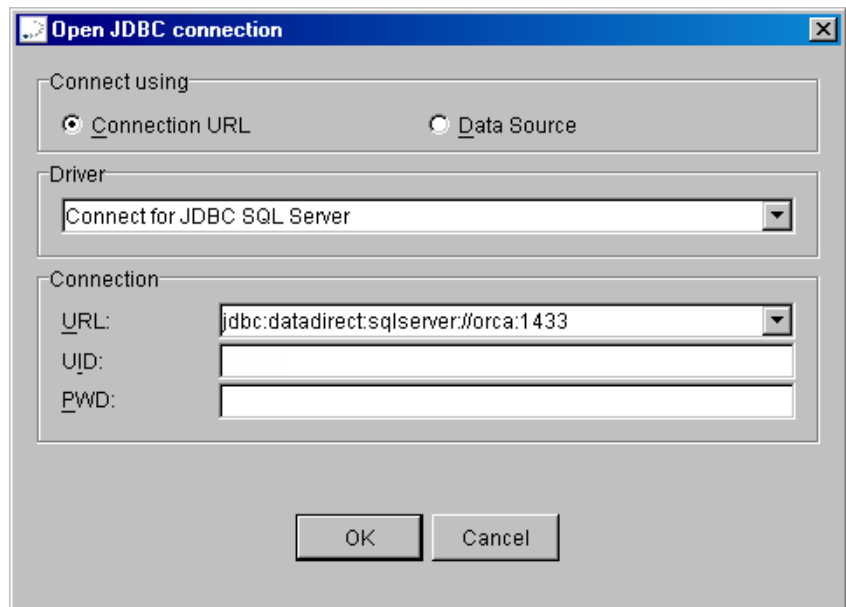 Open JDBC connection
Connect using
Connection URL
Data Source
Driver
Connect for JDBC SQL Server
Connection
URL: jdbc:datadirect:sqlserver://orca:1433
UID:
PWD:
OK
Cancel